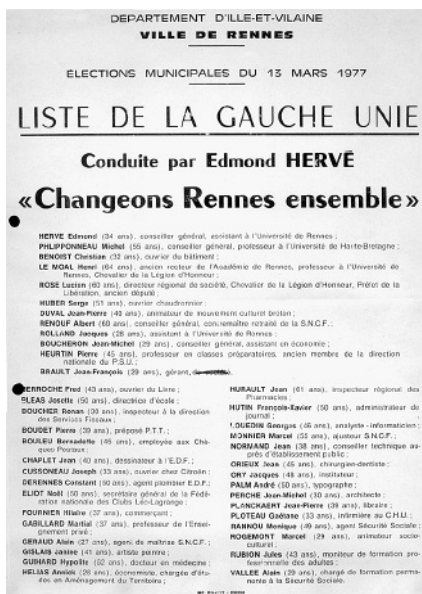 DEPARTEMENT D'ILLE-ET-VILAINE
VILLE DE RENNES
ÉLECTIONS MUNICIPALES DU 13 MARS 1977
LISTE DE LA GAUCHE UNIE
Conduite par Edmond HERVÉ
«Changeons Rennes ensemble»
HERVE Edmond (34 ans), conseiller général, assistant à l'Université de Rennes ;
PHLIPPONNEAU Michel (55 ans), conseiller général, professeur à l'Université de Haute-Bretagne ;
BENOIST Christian (32 ans), ouvrier du bâtiment ;
LE MOAL Henri (64 ans), ancien recteur de l'Académie de Rennes, professeur à l'Université de
Rennes, Chevalier de la Légion d'Honneur ;
ROSE Lucien (60 ans), directeur régional de société, Chevalier de la Légion d'Honneur, Préfet de la
Libération, ancien député ;
HUBER Serge (51 ans), ouvrier chaudronnier ;
DUVAL Jean-Pierre (40 ans), animateur de mouvement culturel breton ;
RENOUF Albert (60 ans), conseiller général, contremaître retraité de la S.N.C.F. ;
ROLLAND Jacques (28 ans), assistant à l'Université de Rennes ;
BOUCHERON Jean-Michel (29 ans), conseiller général, assistant en économie ;
HEURTIN Pierre (45 ans), professeur en classes préparatoires, ancien membre de la direction
nationale du P.S.U. ;
BRAULT Jean-François (39 ans), gérant
BERROCHE Fred (43 ans), ouvrier du Livre ;
BLEAS Josette (50 ans), directrice d'école ;
BOUCHER Ronan (30 ans), inspecteur à la direction
des Services Fiscaux ;
BOUDET Pierre (39 ans), préposé P.T.T. ;
BOULEU Bernadette (45 ans), employée aux Chèques
Postaux ;
CHAPLET Jean (40 ans), dessinateur à l'E.D.F. ;
CUSSONEAU Joseph (33 ans), ouvrier chez Citroën ;
DERENNES Constant (50 ans), agent plombier E.D.F. ;
ELIOT Noël (50 ans), secrétaire général de la Fédération
nationale des Clubs Léo-Lagrange ;
FOURNIER Hilaire (37 ans), commerçant ;
GABILLARD Martial (37 ans), professeur de l'Enseignement
privé ;
GERAUD Alain (27 ans), agent de maîtrise S.N.C.F. ;
GISLAIS Janine (41 ans), artiste peintre ;
GUIHARD Hypolite (52 ans), docteur en médecine ;
HELIAS Annick (28 ans), économiste, chargée d'études
en Aménagement du Territoire ;
HURAULT Jean (61 ans), inspecteur régional des
Pharmacies ;
HUTIN François-Xavier (50 ans), administrateur de
journal ;
LOUEDIN Georges (46 ans), analyste-informaticien ;
MONNIER Marcel (55 ans), ajusteur S.N.C.F. ;
NORMAND Jean (38 ans), conseiller technique auprès
d'établissement public ;
ORIEUX Jean (45 ans), chirurgien-dentiste ;
ORY Jacques (48 ans), instituteur ;
PALM André (50 ans), typographe ;
PERCHE Jean-Michel (30 ans), architecte ;
PLANCHAERT Jean-Pierre (39 ans), libraire ;
PLOTEAU Gaëtane (33 ans), infirmière au C.H.U. ;
RANNOU Monique (49 ans), agent Sécurité Sociale ;
ROGEMONT Marcel (29 ans), animateur socio-
culturel ;
RUBION Jules (43 ans), moniteur de formation professionnelle
des adultes ;
VALLEE Alain (29 ans), chargé de formation permanente
à la Sécurité Sociale.